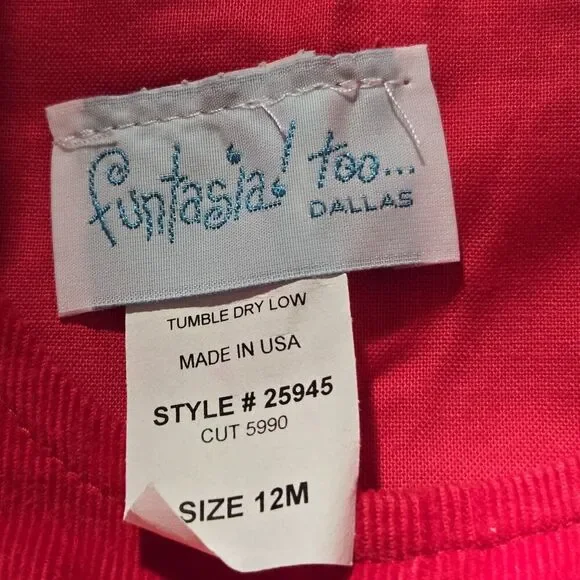 funtasia! too...
DALLAS
TUMBLE DRY LOW
MADE IN USA
STYLE # 25945
CUT 5990
SIZE 12M